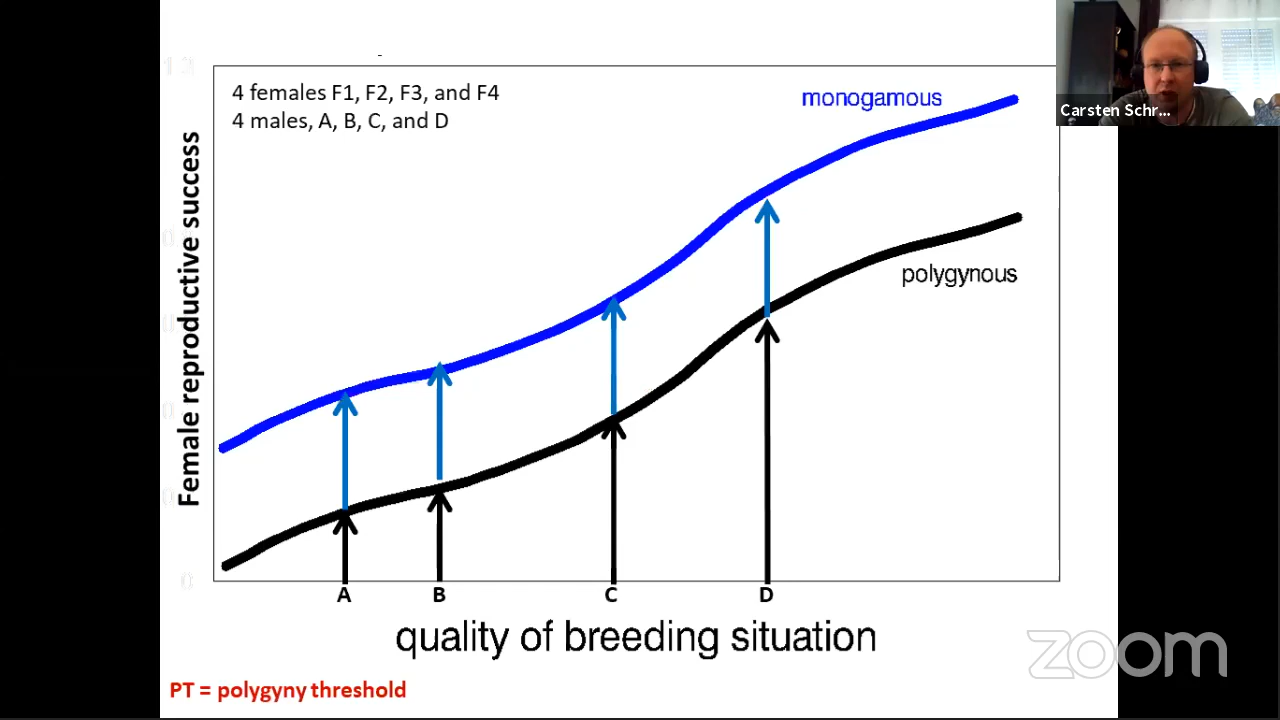 4 females F1, F2, F3, and F4
4 males, A, B, C, and D
monogamous
polygynous
Female reproductive success
0
A
B
C
D
quality of breeding situation
PT = polygyny threshold
Carsten Schr...
zoom